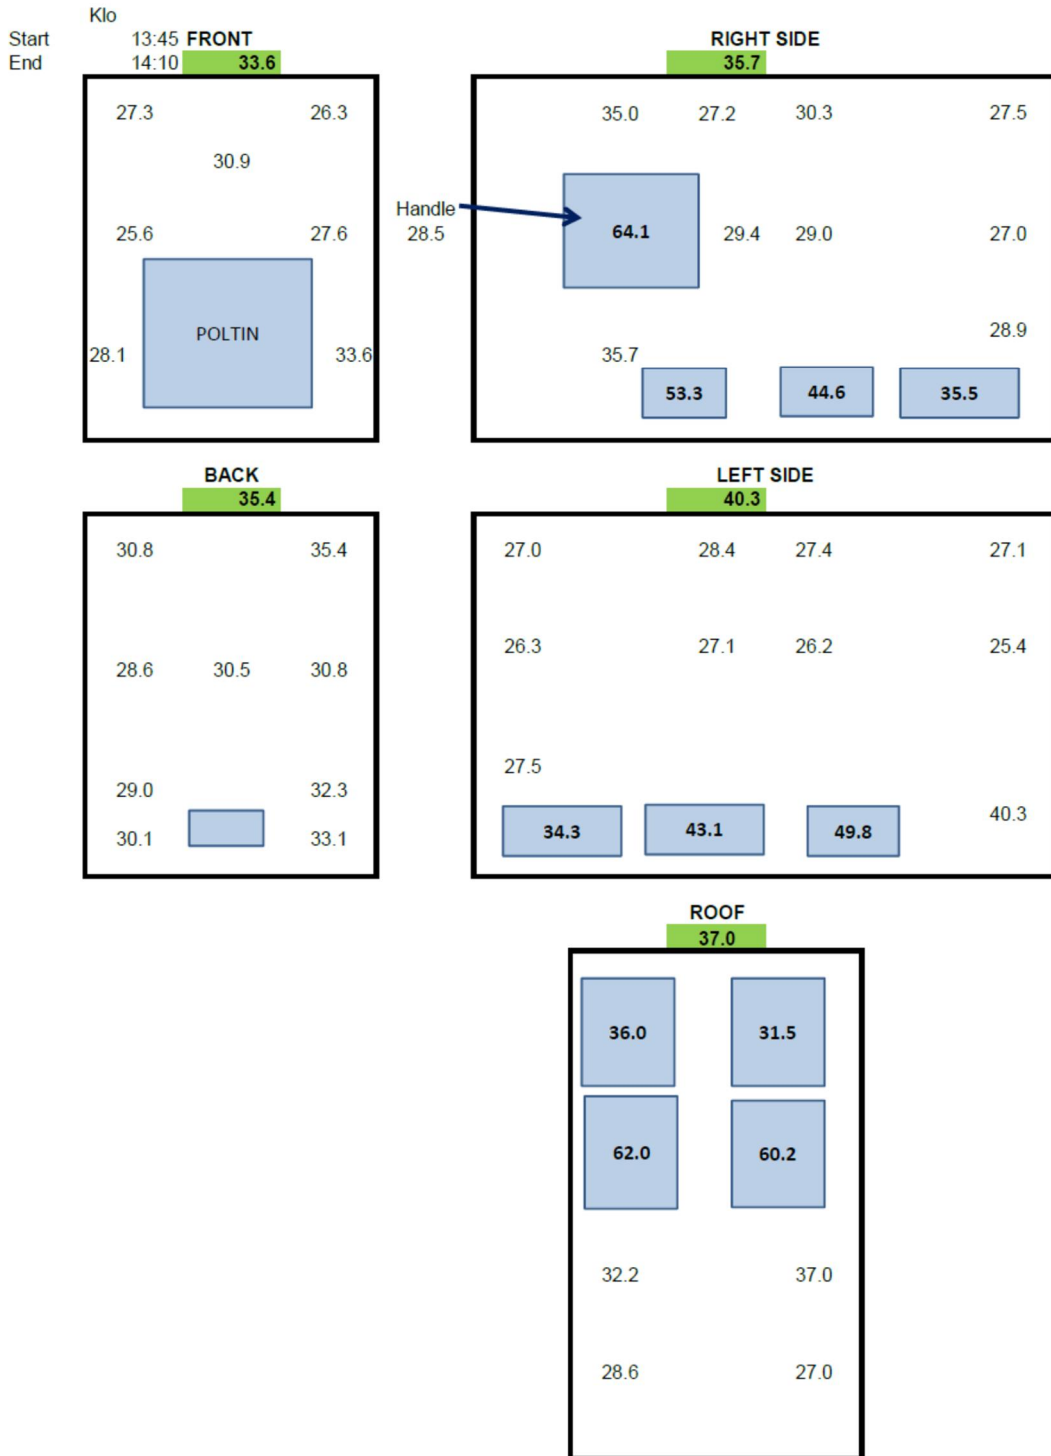 Klo
Start 13:45 FRONT RIGHT SIDE
End 14:10 33.6 35.7
27.3 26.3 35.0 27.2 30.3 27.5
30.9
Handle
25.6 27.6 28.5 64.1 29.4 29.0 27.0
POLTIN
28.9
28.1 33.6 35.7
53.3 44.6 35.5
BACK LEFT SIDE
35.4 40.3
30.8 35.4 27.0 28.4 27.4 27.1
26.3 27.1 26.2 25.4
28.6 30.5 30.8
27.5
29.0 32.3
40.3
30.1 33.1 34.3 43.1 49.8
ROOF
37.0
36.0 31.5
62.0 60.2
32.2 37.0
28.6 27.0